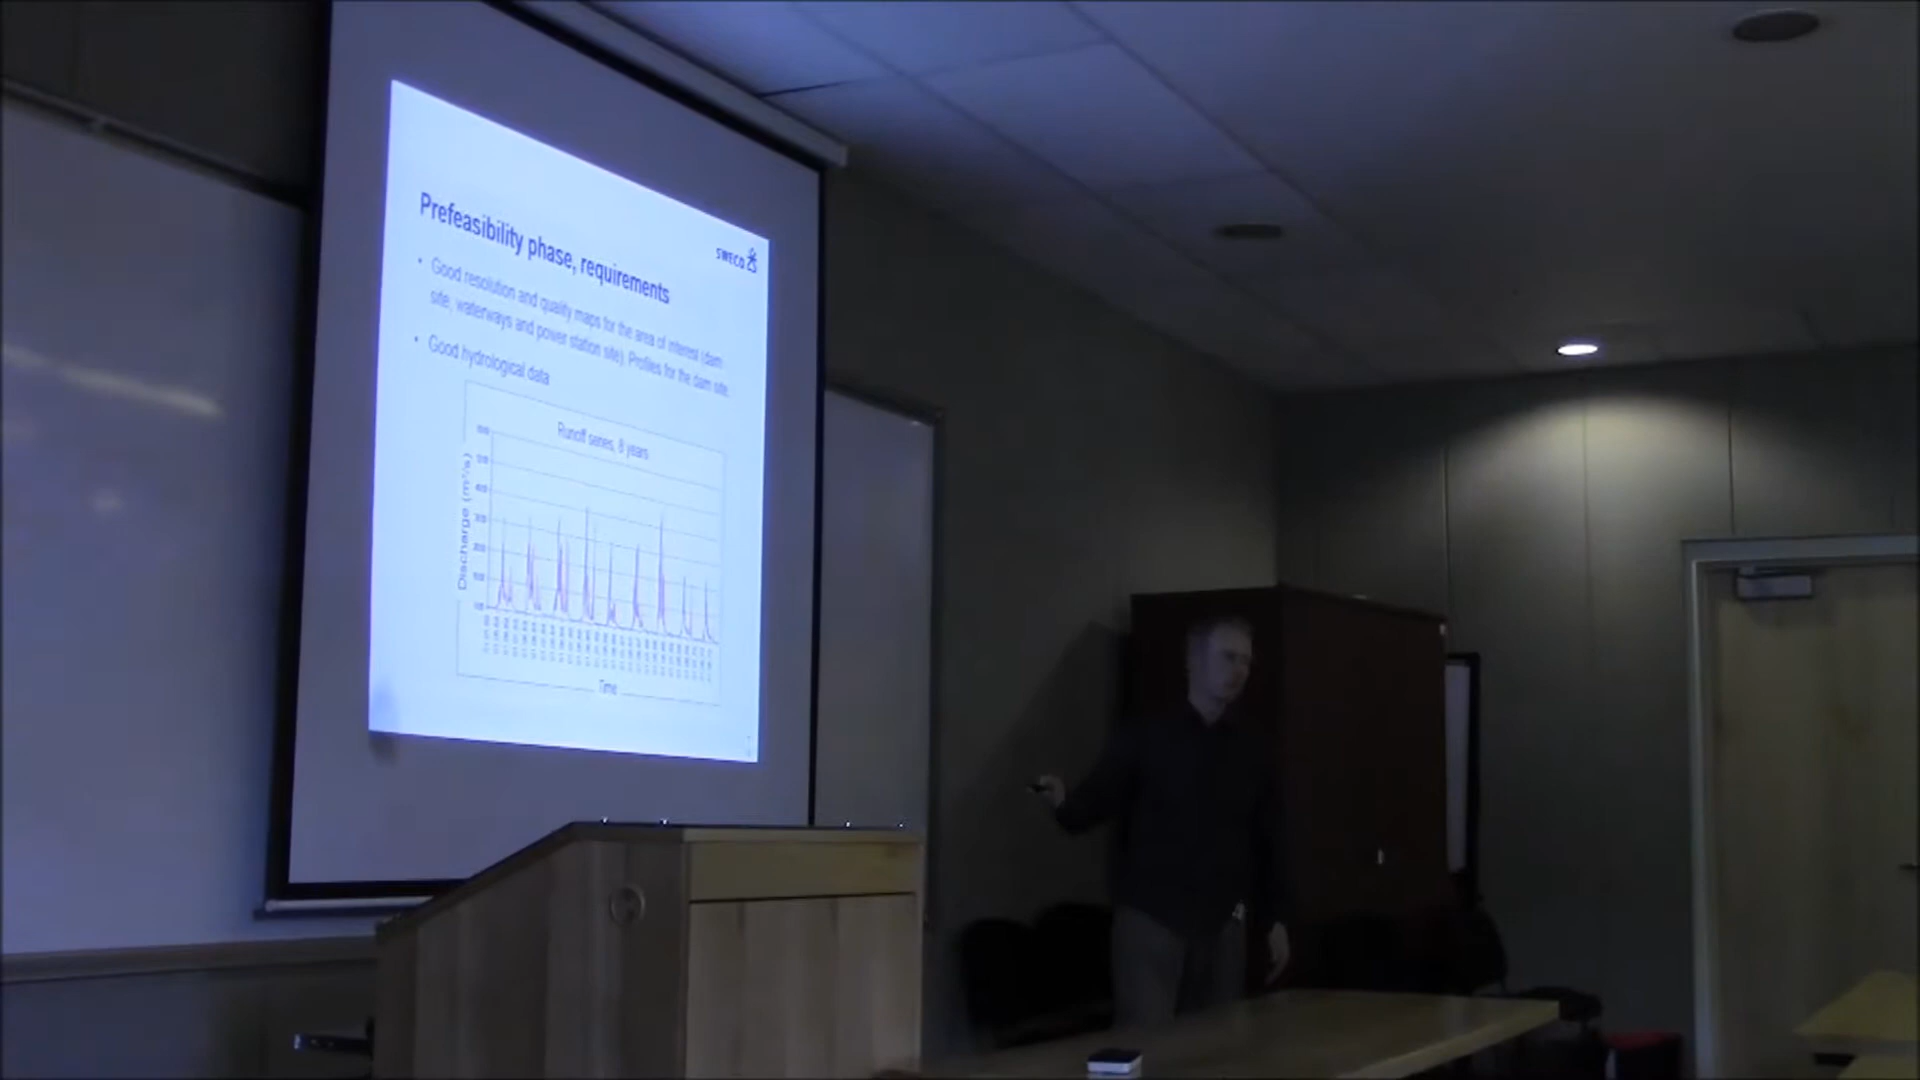 SWECO
Prefeasibility phase, requirements
• Good resolution and quality maps for the area of interest (dam
site, waterways and power station site). Profiles for the dam site.
• Good hydrological data
Runoff series, 8 years
Discharge (m³/s)
Time